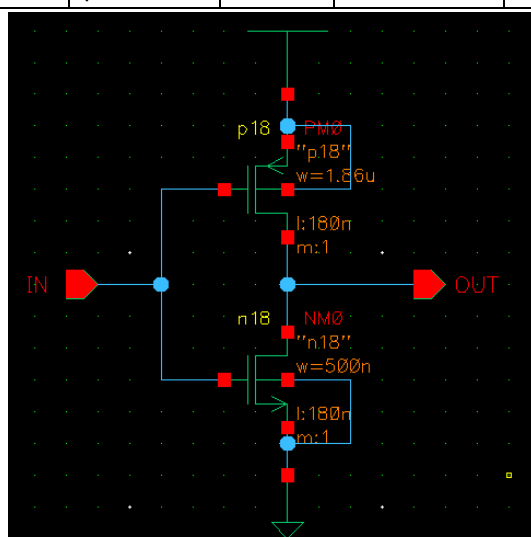 p18 PM0
"p18"
w=1.86u
l:180n
m:1
IN
OUT
n18 NM0
"n18"
w=500n
l:180n
m:1